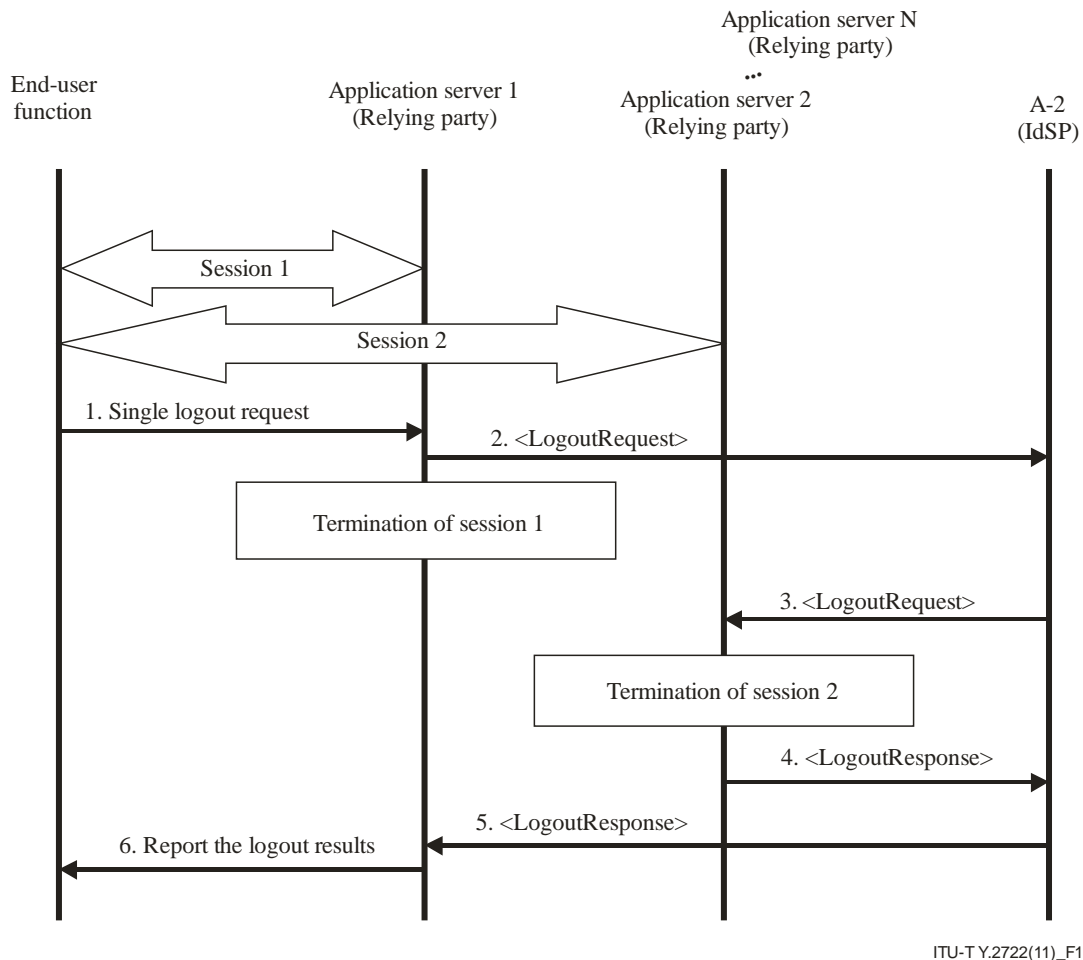 Application server N
(Relying party)
...
End-user
function
Application server 1
(Relying party)
Application server 2
(Relying party)
A-2
(IdSP)
Session 1
Session 2
1. Single logout request
2. <LogoutRequest>
Termination of session 1
3. <LogoutRequest>
Termination of session 2
4. <LogoutResponse>
5. <LogoutResponse>
6. Report the logout results
ITU-T Y.2722(11)_F1